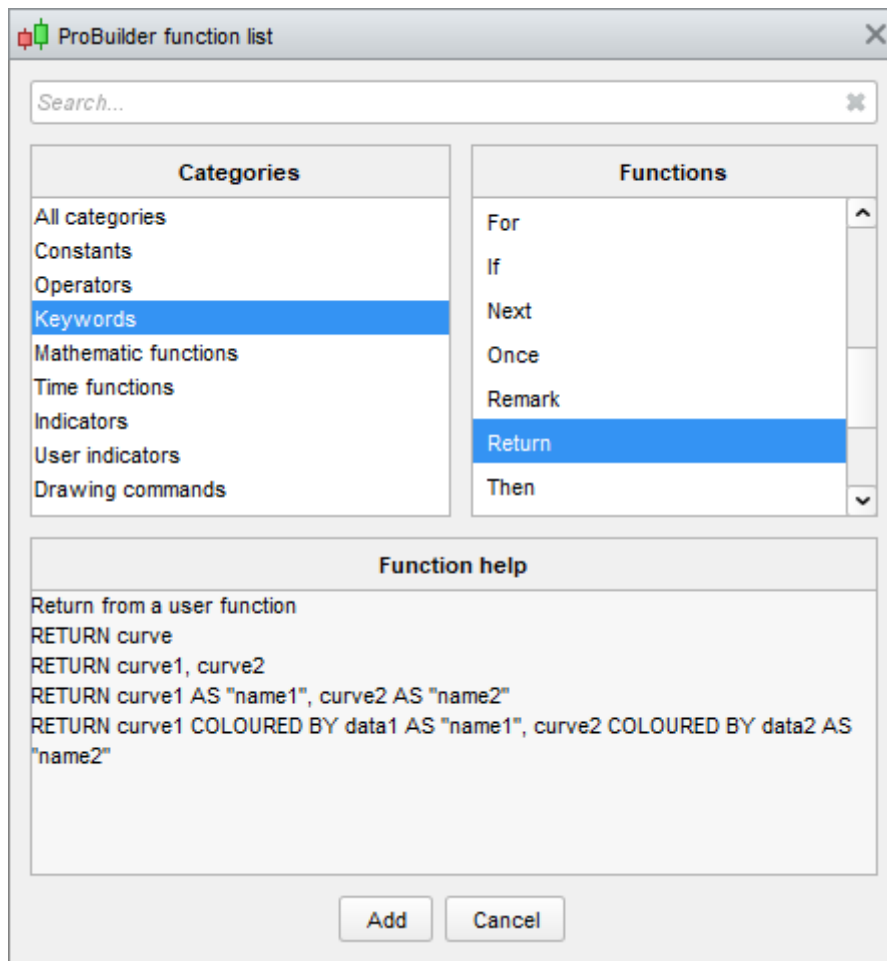 ProBuilder function list
Search...
Categories
All categories
Constants
Operators
Keywords
Mathematic functions
Time functions
Indicators
User indicators
Drawing commands
Functions
For
If
Next
Once
Remark
Return
Then
Function help
Return from a user function
RETURN curve
RETURN curve1, curve2
RETURN curve1 AS "name1", curve2 AS "name2"
RETURN curve1 COLOURED BY data1 AS "name1", curve2 COLOURED BY data2 AS
"name2"
Add
Cancel